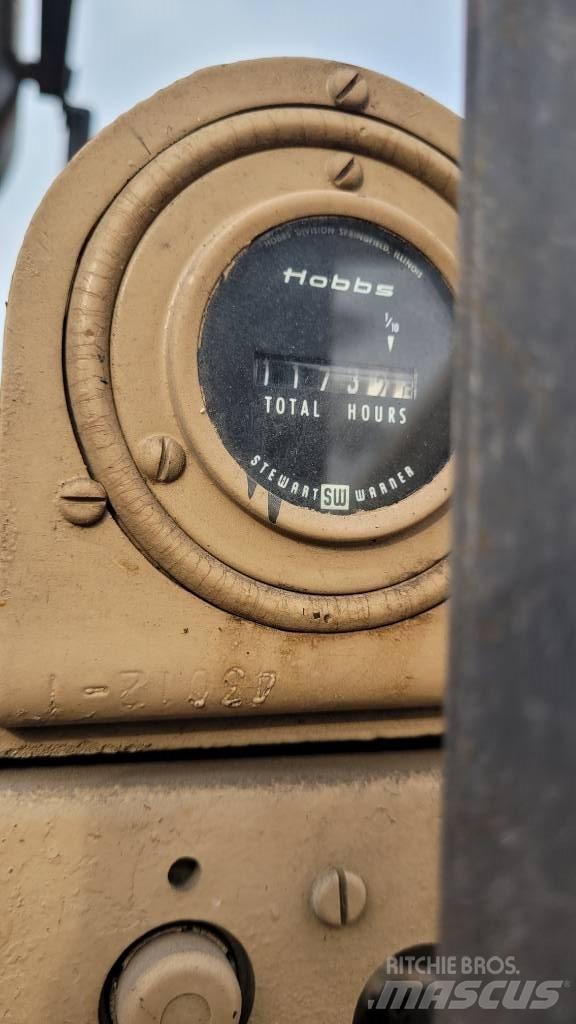 HOBBS DIVISION SPRINGFIELD, ILLINOIS
Hobbs
1/10
TOTAL HOURS
STEWART SW WARNER
RITCHIE BROS.
MASCUS